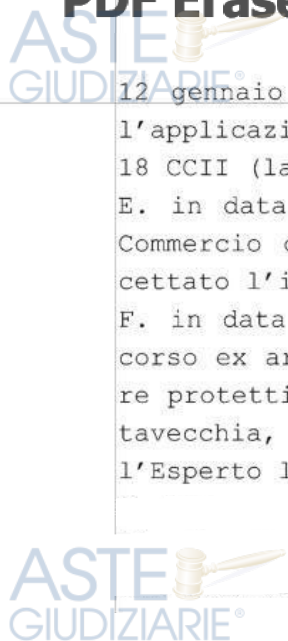 PDF Erase
ASTE
GIUDIZIARIE®
12 gennaio
l'applicazi
18 CCII (la
E. in data
Commercio
cettato l'i
F. in data
corso ex ar
re protetti
tavecchia,
l'Esperto l
ASTE
GIUDIZIARIE®